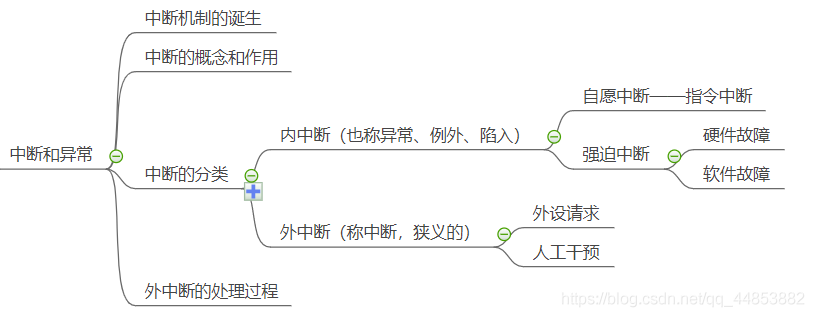 中断机制的诞生
中断的概念和作用
自愿中断——指令中断
内中断（也称异常、例外、陷入）
硬件故障
中断和异常
强迫中断
中断的分类
软件故障
外设请求
外中断（称中断，狭义的）
人工干预
外中断的处理过程
https://blog.csdn.net/qq_44853882